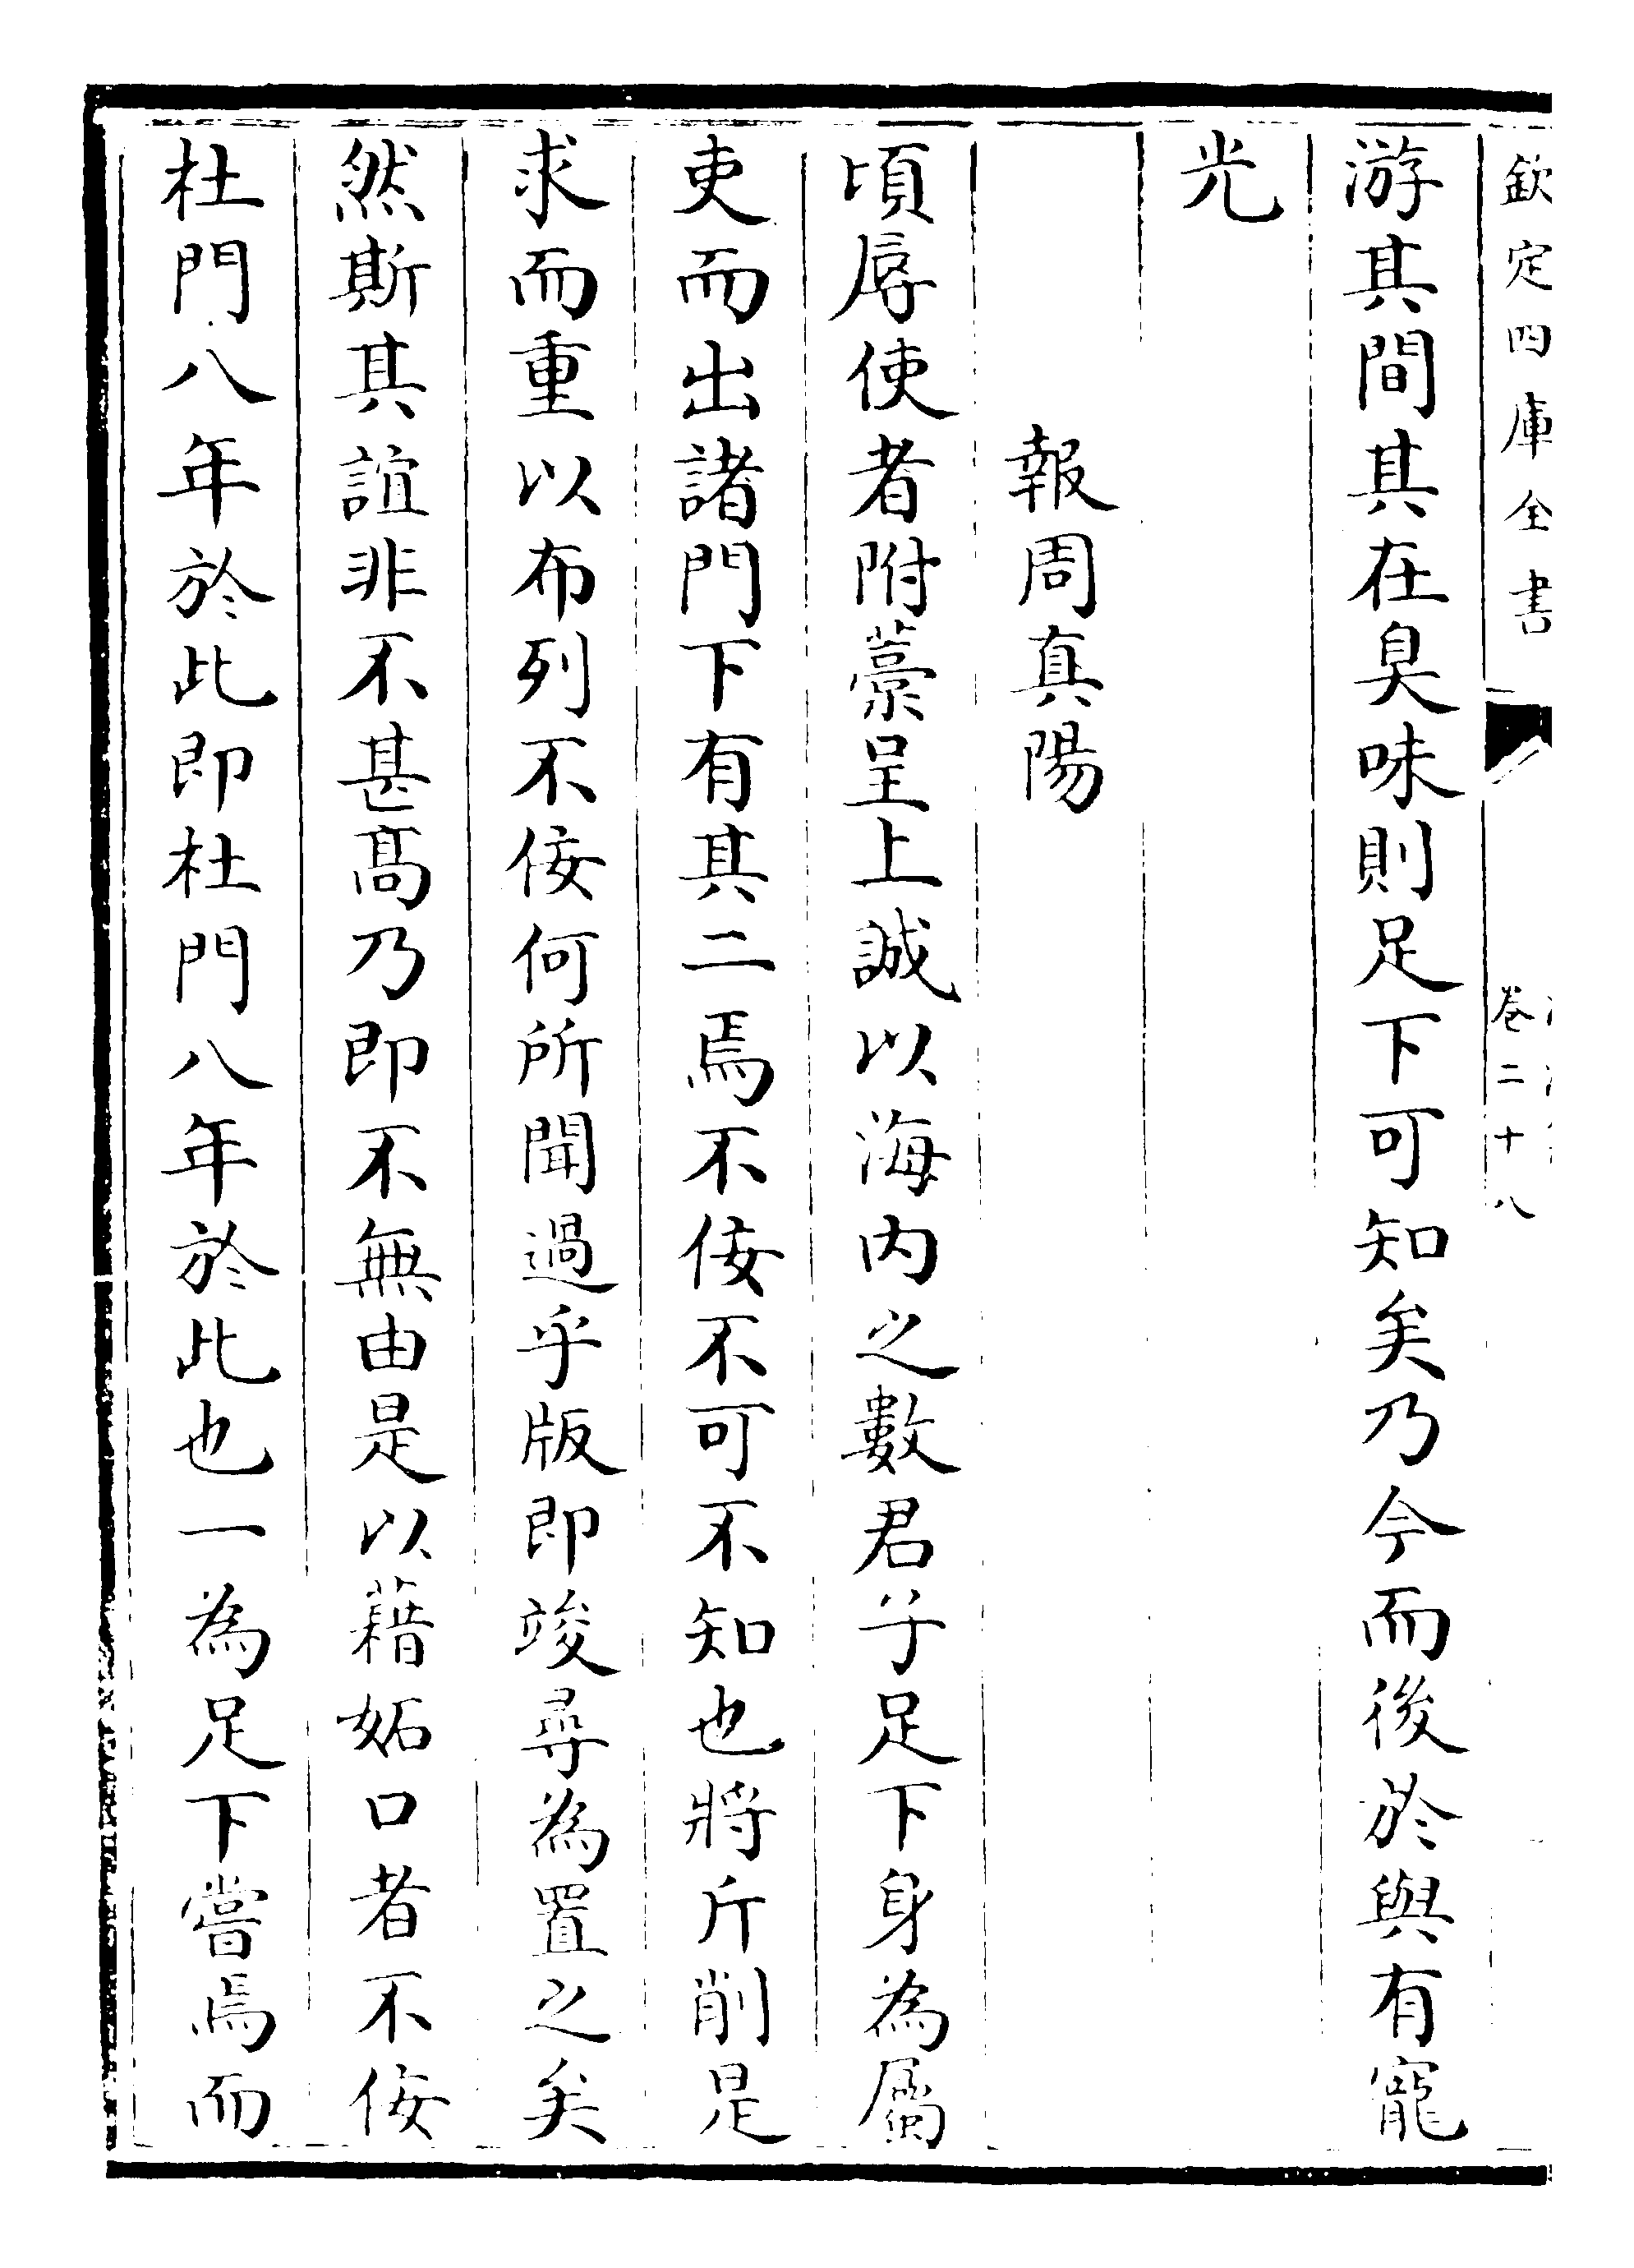 欽定四庫全書
卷二十八
游其間其在臭味則足下可知矣乃今而後於與有寵
光
報周真陽
頃辱使者附藁呈上誠以海内之數君子足下身為屬
吏而出諸門下有其二焉不佞不可不知也將斤削是
求而重以布列不佞何所聞過乎版即竣尋為置之矣
然斯其誼非不甚髙乃即不無由是以藉妬口者不佞
杜門八年於此即杜門八年於此也一為足下嘗焉而